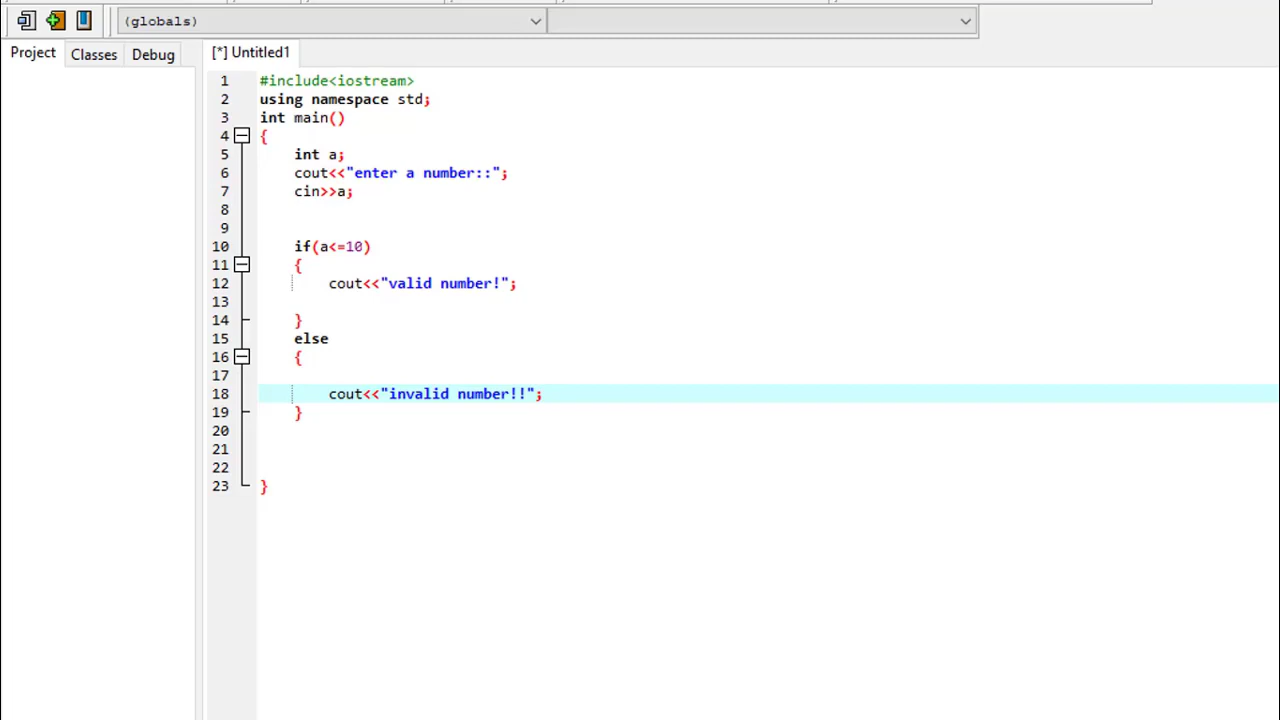 (globals)
Project Classes Debug [*] Untitled1
1 #include<iostream>
2 using namespace std;
3 int main()
4 {
5 int a;
6 cout<<"enter a number::";
7 cin>>a;
8
9
10 if(a<=10)
11 {
12 cout<<"valid number!";
13
14 }
15 else
16 {
17
18 cout<<"invalid number!!";
19 }
20
21
22
23 }